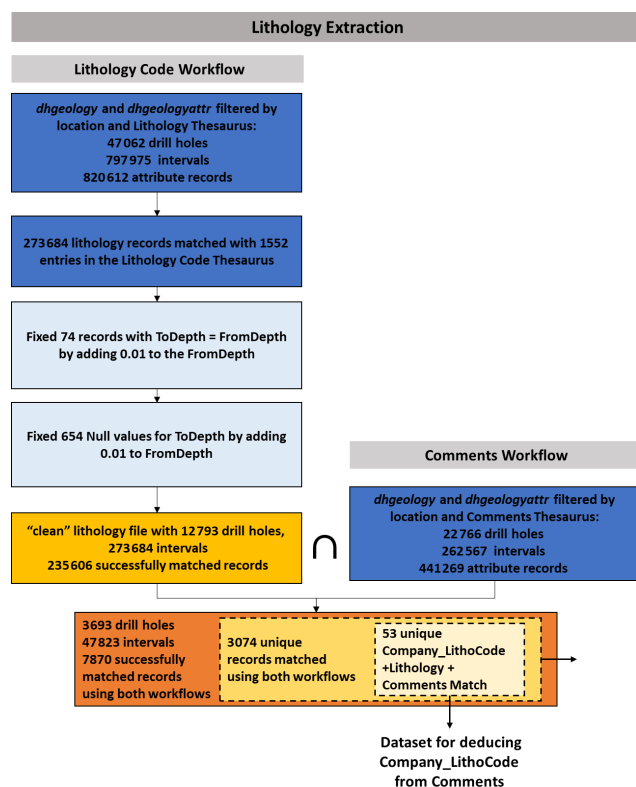 Lithology Extraction
Lithology Code Workflow
dhgeology and dhgeologyattr filtered by
location and Lithology Thesaurus:
47062 drill holes
797975 intervals
820612 attribute records
273684 lithology records matched with 1552
entries in the Lithology Code Thesaurus
Fixed 74 records with ToDepth = FromDepth
by adding 0.01 to the FromDepth
Fixed 654 Null values for ToDepth by adding
0.01 to FromDepth
Comments Workflow
"clean" lithology file with 12793 drill holes,
273684 intervals
235606 successfully matched records
∩
dhgeology and dhgeologyattr filtered by
location and Comments Thesaurus:
22766 drill holes
262567 intervals
441269 attribute records
3693 drill holes
47823 intervals
7870 successfully
matched records
using both workflows
3074 unique
records matched
using both workflows
53 unique
Company_LithoCode
+Lithology +
Comments Match
Dataset for deducing
Company_LithoCode
from Comments